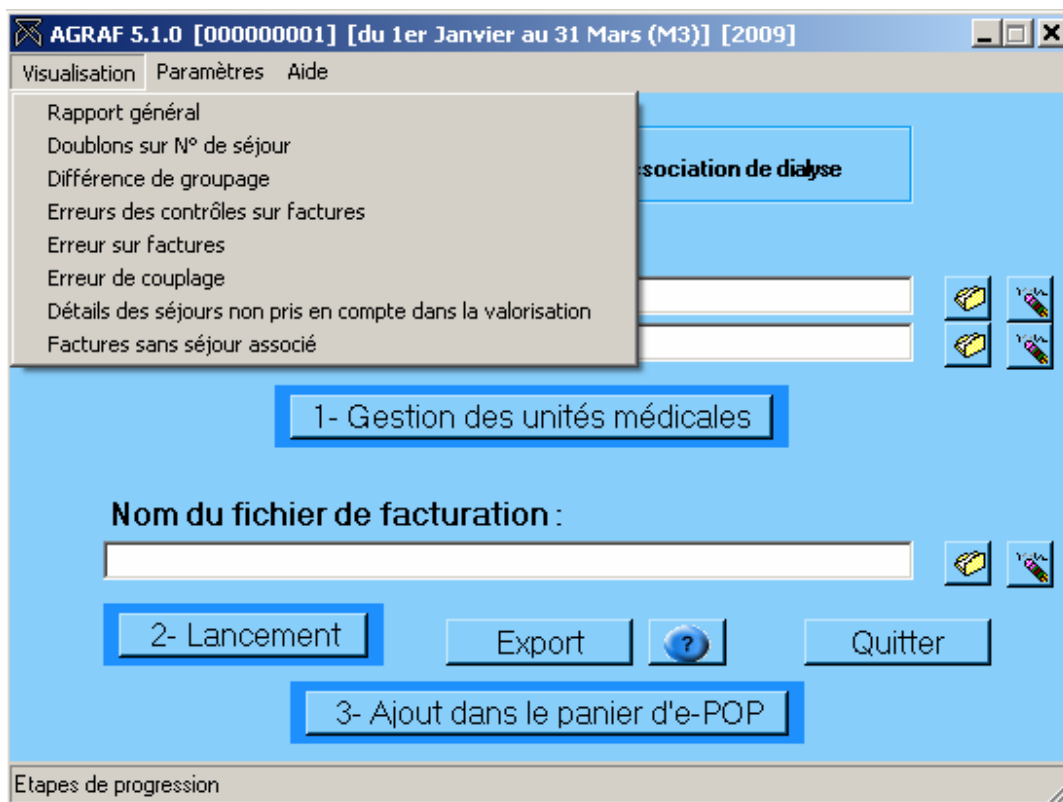 AGRAF 5.1.0 [000000001] [du 1er Janvier au 31 Mars (M3)] [2009]
Visualisation Paramètres Aide
Rapport général
Doublons sur N° de séjour
Différence de groupage
Erreurs des contrôles sur factures
Erreur sur factures
Erreur de couplage
Détails des séjours non pris en compte dans la valorisation
Factures sans séjour associé
ssociation de dialyse
1- Gestion des unités médicales
Nom du fichier de facturation :
2- Lancement
Export
?
Quitter
3- Ajout dans le panier d'e-POP
Etapes de progression